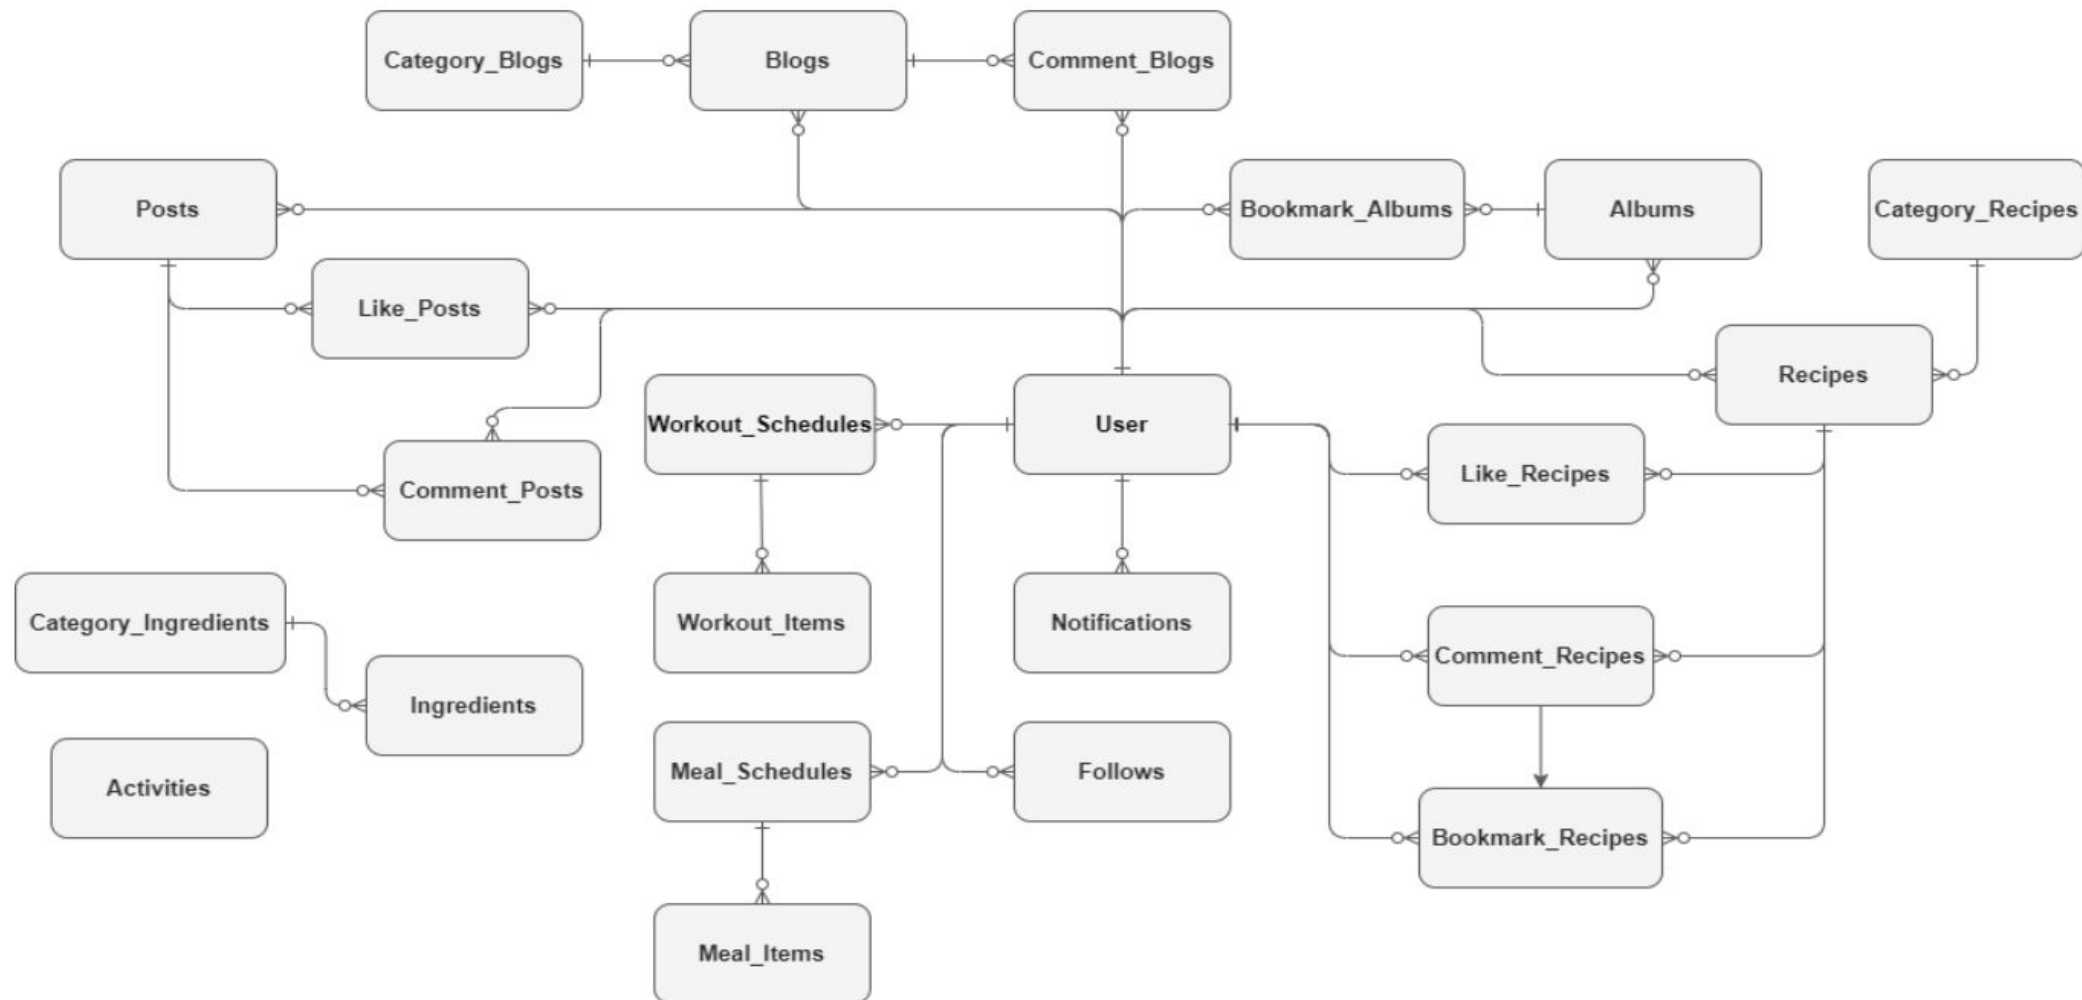 Category_Blogs
Blogs
Comment_Blogs
Posts
Bookmark_Albums
Albums
Category_Recipes
Like_Posts
Recipes
Workout_Schedules
User
Like_Recipes
Comment_Posts
Category_Ingredients
Workout_Items
Notifications
Comment_Recipes
Ingredients
Activities
Meal_Schedules
Follows
Bookmark_Recipes
Meal_Items